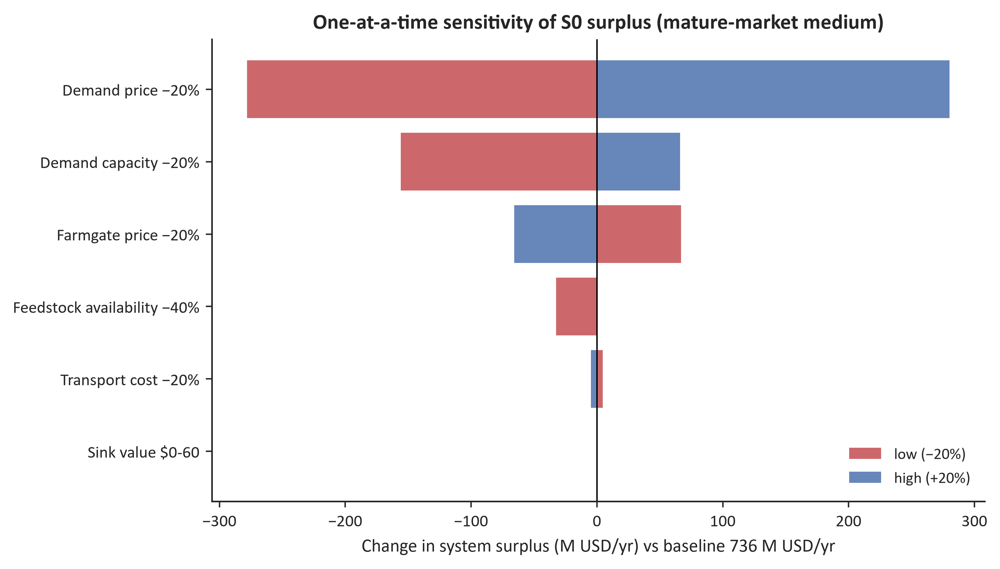 One-at-a-time sensitivity of S0 surplus (mature-market medium)
Demand price −20%
Demand capacity −20%
Farmgate price −20%
Feedstock availability −40%
Transport cost −20%
Sink value $0-60
low (−20%)
high (+20%)
−300 −200 −100 0 100 200 300
Change in system surplus (M USD/yr) vs baseline 736 M USD/yr